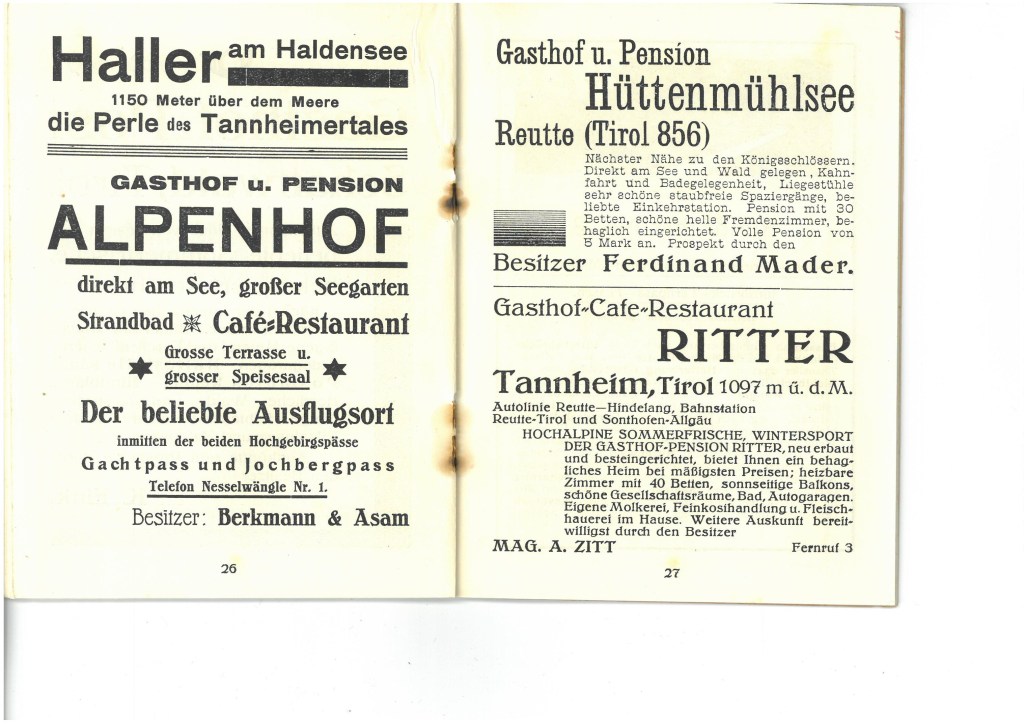 Haller am Haldensee
1150 Meter über dem Meere
die Perle des Tannheimertales
GASTHOF u. PENSION
ALPENHOF
direkt am See, großer Seegarten
Strandbad Café=Restaurant
Grosse Terrasse u.
grosser Speisesaal
Der beliebte Ausflugsort
inmitten der beiden Hochgebirgspässe
Gachtpass und Jochbergpass
Telefon Nesselwängle Nr. 1.
Besitzer: Berkmann & Asam
26
Gasthof u. Pension
Hüttenmühlsee
Reutte (Tirol 856)
Nächster Nähe zu den Königsschlössern.
Direkt am See und Wald gelegen, Kahn-
fahrt und Badegelegenheit, Liegestühle
sehr schöne staubfreie Spaziergänge, be-
liebte Einkehrstation. Pension mit 30
Betten, schöne helle Fremdenzimmer, be-
haglich eingerichtet. Volle Pension von
5 Mark an. Prospekt durch den
Besitzer Ferdinand Mader.
Gasthof-Cafe-Restaurant
RITTER
Tannheim, Tirol 1097 m ü. d. M.
Autolinie Reutte—Hindelang, Bahnstation
Reutte-Tirol und Sonthofen-Allgäu
HOCHALPINE SOMMERFRISCHE, WINTERSPORT
DER GASTHOF-PENSION RITTER, neu erbaut
und besteingerichtet, bietet Ihnen ein behag-
liches Heim bei mäßigsten Preisen; heizbare
Zimmer mit 40 Betten, sonnseitige Balkons,
schöne Gesellschaftsräume, Bad, Autogaragen.
Eigene Molkerei, Feinkosthandlung u. Fleisch-
hauerei im Hause. Weitere Auskunft bereit-
willigst durch den Besitzer
MAG. A. ZITT Fernruf 3
27